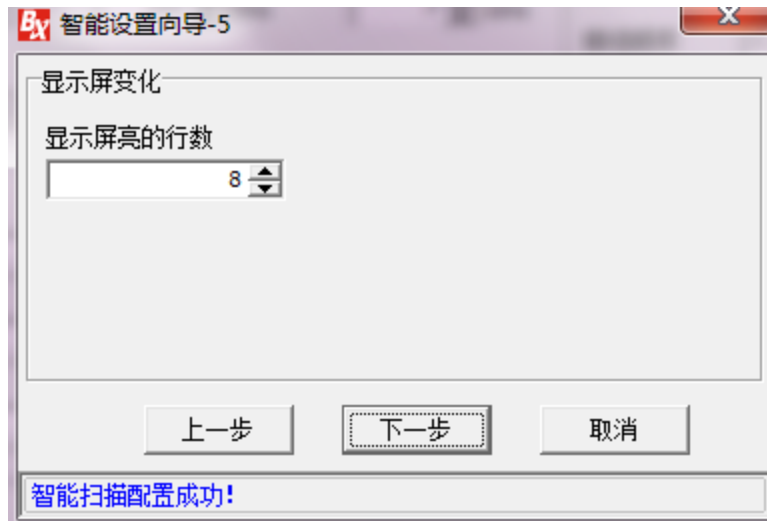 BX 智能设置向导-5
显示屏变化
显示屏亮的行数
8
上一步 下一步 取消
智能扫描配置成功!